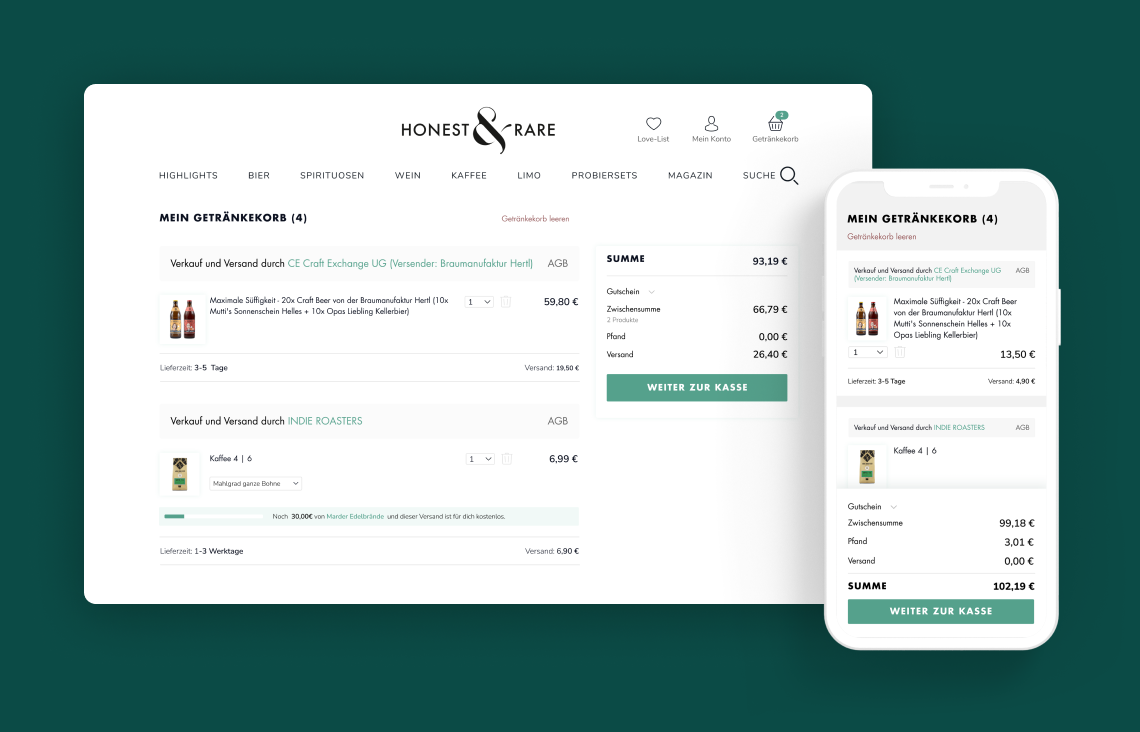 HONEST & RARE
Love-List
Mein Konto
2
Getränkekorb
HIGHLIGHTS
BIER
SPIRITUOSEN
WEIN
KAFFEE
LIMO
PROBIERSETS
MAGAZIN
SUCHE
MEIN GETRÄNKEKORB (4)
Getränkekorb leeren
Verkauf und Versand durch CE Craft Exchange UG (Versender: Braumanufaktur Hertl)
AGB
Maximale Süffigkeit - 20x Craft Beer von der Braumanufaktur Hertl (10x
Mutti's Sonnenschein Helles + 10x Opas Liebling Kellerbier)
1
59,80 €
Lieferzeit: 3-5 Tage
Versand: 19,50 €
Verkauf und Versand durch INDIE ROASTERS
AGB
Kaffee 4 | 6
1
6,99 €
Mahlgrad ganze Bohne
Noch 30,00€ von Marder Edelbrände und dieser Versand ist für dich kostenlos.
Lieferzeit: 1-3 Werktage
Versand: 6,90 €
SUMME
93,19 €
Gutschein
Zwischensumme
66,79 €
2 Produkte
Pfand
0,00 €
Versand
26,40 €
WEITER ZUR KASSE
MEIN GETRÄNKEKORB (4)
Getränkekorb leeren
Verkauf und Versand durch CE Craft Exchange UG
(Versender: Braumanufaktur Hertl)
AGB
Maximale Süffigkeit - 20x Craft Beer
von der Braumanufaktur Hertl (10x
Mutti's Sonnenschein Helles + 10x
Opas Liebling Kellerbier)
1
13,50 €
Lieferzeit: 3-5 Tage
Versand: 4,90 €
Verkauf und Versand durch INDIE ROASTERS
AGB
Kaffee 4 | 6
Gutschein
Zwischensumme
99,18 €
Pfand
3,01 €
Versand
0,00 €
SUMME
102,19 €
WEITER ZUR KASSE